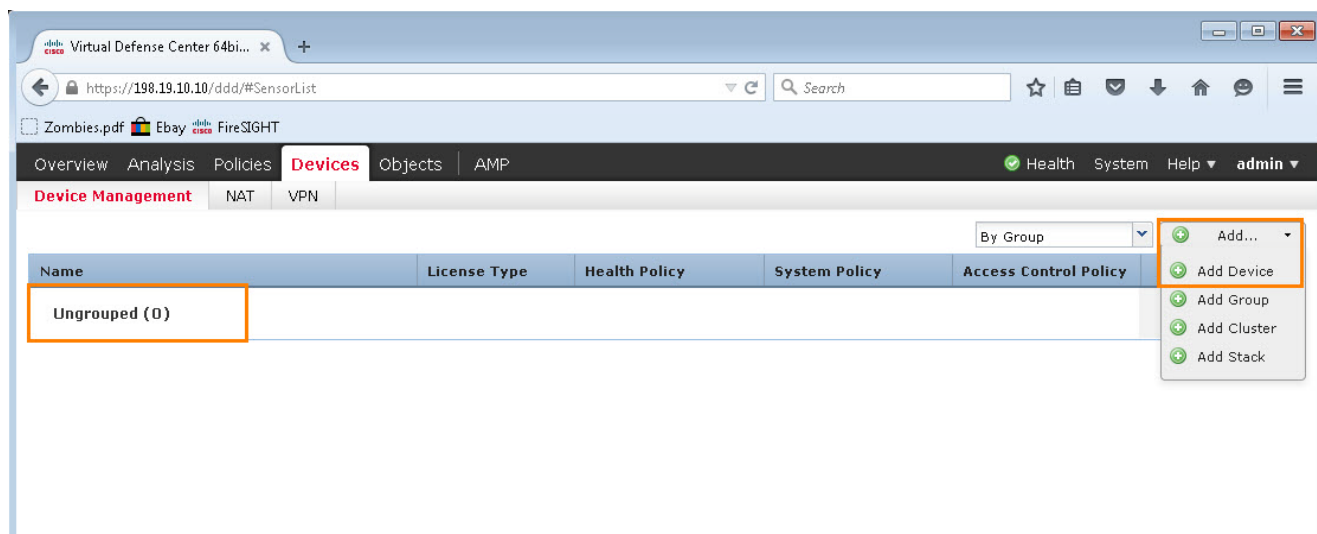 cisco Virtual Defense Center 64bi...
https://198.19.10.10/ddd/#SensorList Search
Zombies.pdf Ebay cisco FireSIGHT
Overview Analysis Policies Devices Objects AMP Health System Help admin
Device Management NAT VPN
By Group Add...
Name License Type Health Policy System Policy Access Control Policy Add Device
Ungrouped (0) Add Group
Add Cluster
Add Stack